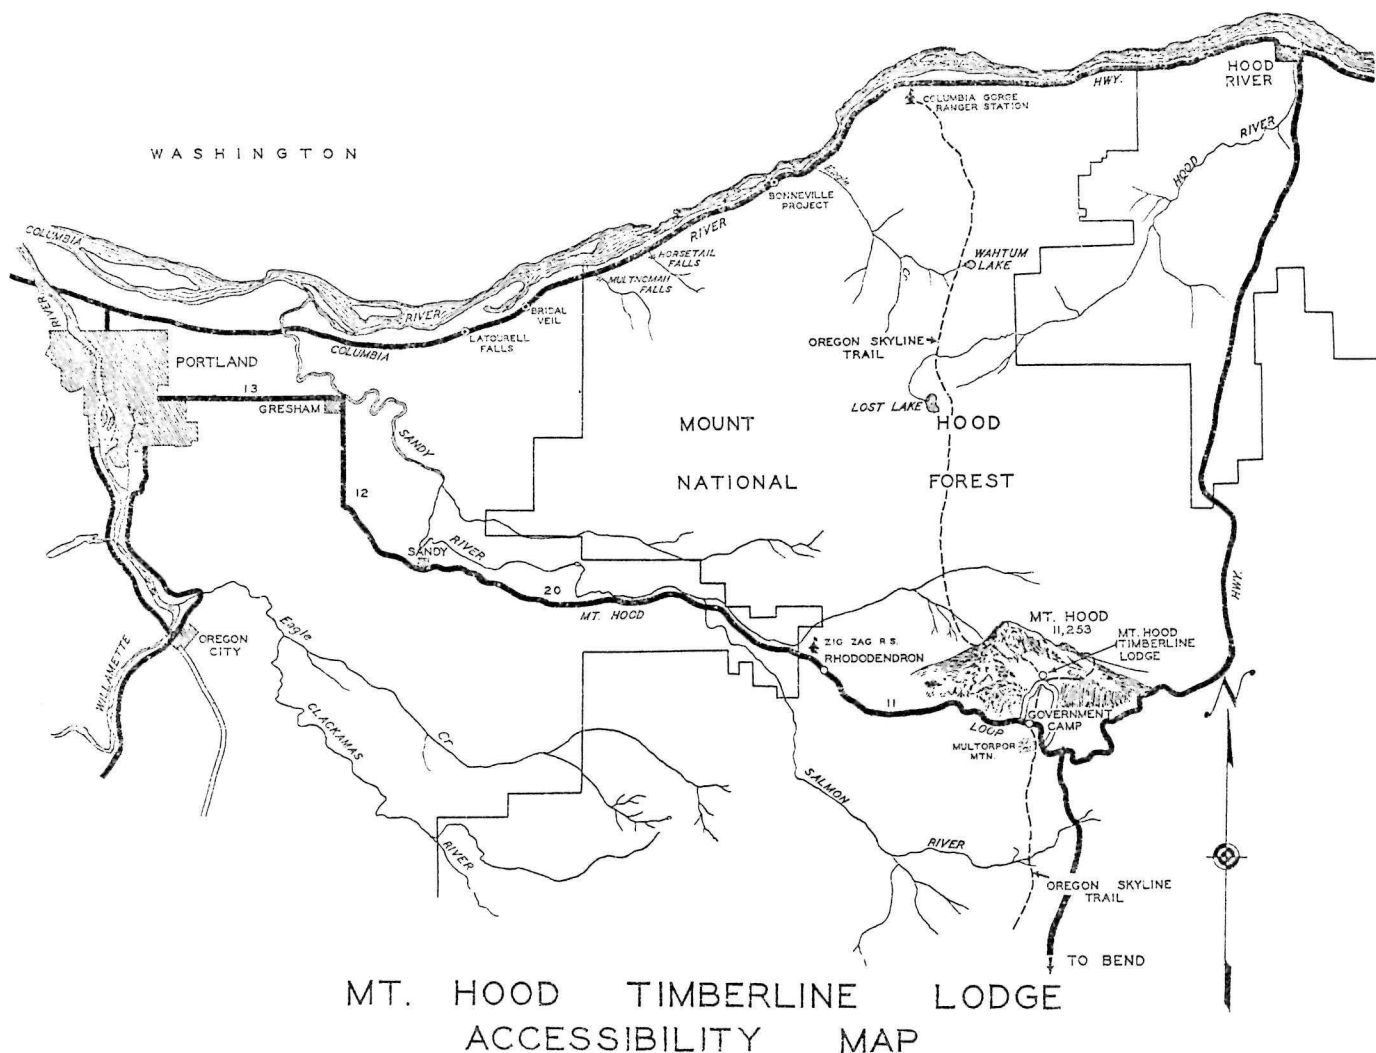 HOOD
RIVER
HWY.
COLUMBIA GORGE
RANGER STATION
WASHINGTON
HOOD RIVER
Eagle
BONNEVILLE
PROJECT
COLUMBIA
RIVER
HORSETAIL
FALLS
MULTNOMAH
FALLS
WAHTUM
LAKE
RIVER
RIVER
BRIDAL
VEIL
LATOURELL
FALLS
COLUMBIA
OREGON SKYLINE
TRAIL
PORTLAND
13
GRESHAM
LOST LAKE
SANDY
MOUNT HOOD
NATIONAL FOREST
12
SANDY
RIVER
20
MT. HOOD
HWY.
MT. HOOD
11,253
MT. HOOD
TIMBERLINE
LODGE
ZIG ZAG R.S.
RHODODENDRON
Eagle
Cr
OREGON
CITY
WILLAMETTE
CLACKAMAS
RIVER
11
LOOP
GOVERNMENT
CAMP
MULTORPOR
MTN.
N
SALMON
RIVER
OREGON SKYLINE
TRAIL
TO BEND
MT. HOOD TIMBERLINE LODGE
ACCESSIBILITY MAP